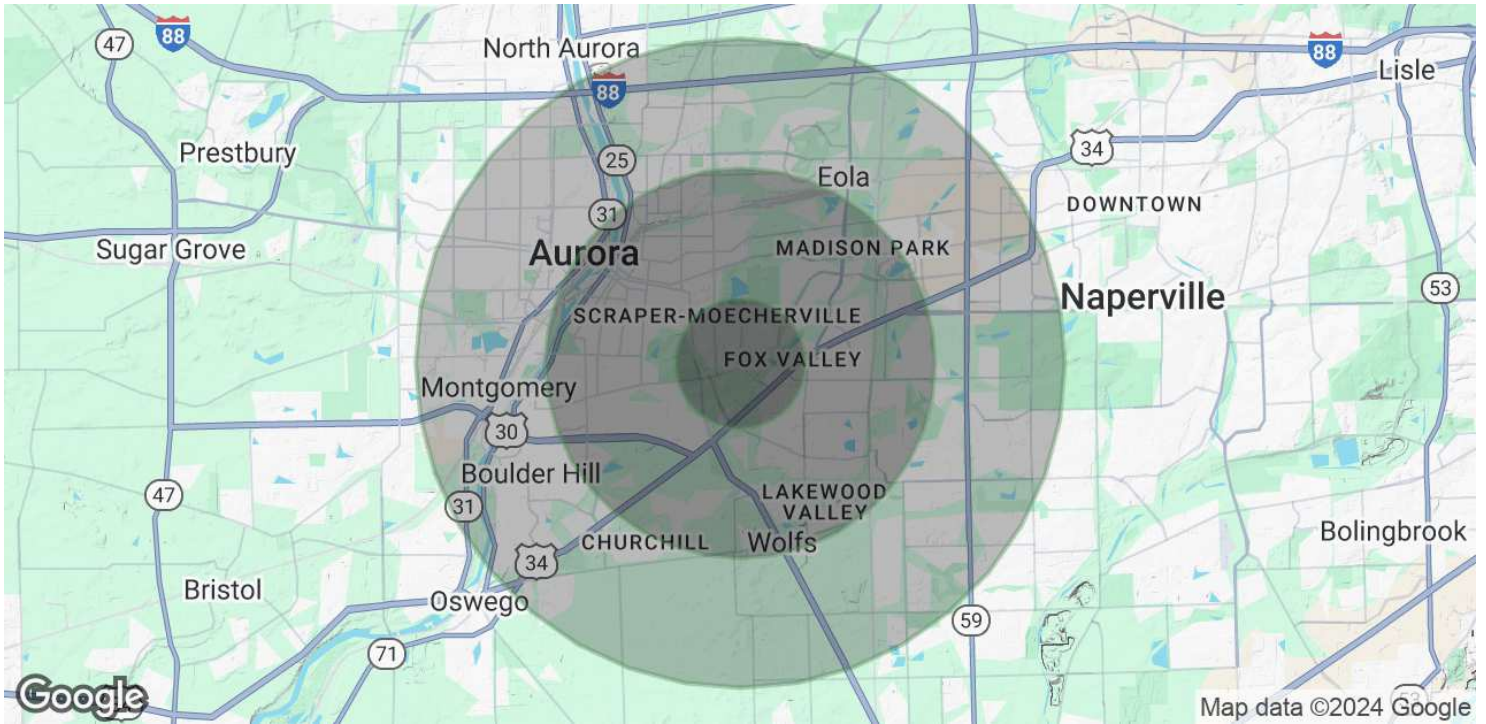 47
88
North Aurora
88
Lisle
88
Prestbury
25
Eola
34
31
DOWNTOWN
Sugar Grove
Aurora
MADISON PARK
53
Naperville
SCRAPER-MOECHERVILLE
FOX VALLEY
Montgomery
30
Boulder Hill
47
31
LAKEWOOD
VALLEY
CHURCHILL
Wolfs
Bolingbrook
34
Bristol
Oswego
59
71
Google
Map data ©2024 Google
53